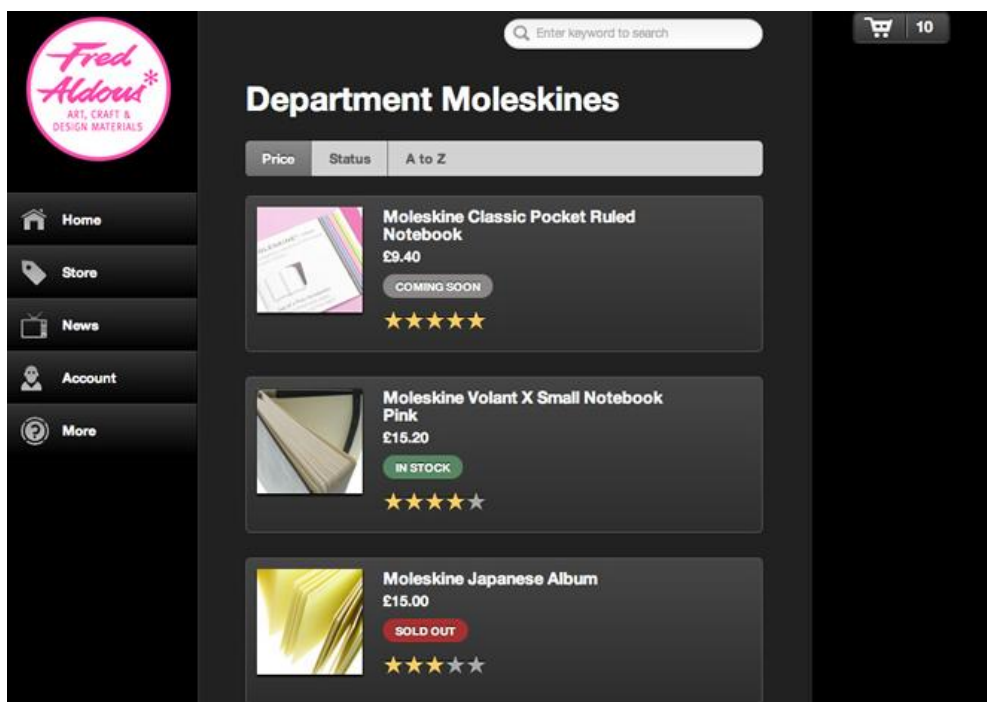 Fred
Aldous*
ART, CRAFT &
DESIGN MATERIALS
Enter keyword to search
10
Home
Store
News
Account
More
Department Moleskines
Price Status A to Z
Moleskine Classic Pocket Ruled
Notebook
£9.40
COMING SOON
Moleskine Volant X Small Notebook
Pink
£15.20
IN STOCK
Moleskine Japanese Album
£15.00
SOLD OUT